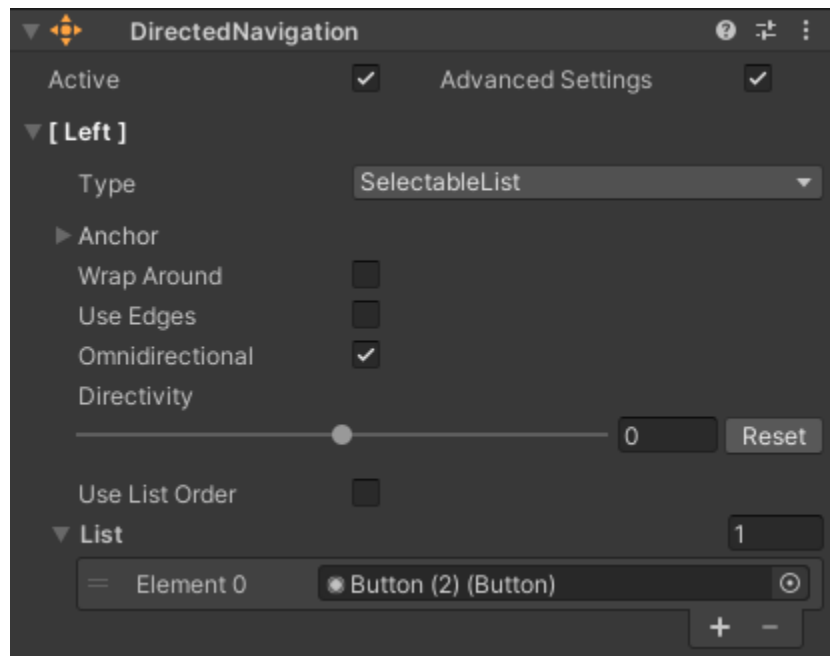 DirectedNavigation
Active Advanced Settings
[ Left ]
Type SelectableList
Anchor
Wrap Around
Use Edges
Omnidirectional
Directivity
0 Reset
Use List Order
List 1
Element 0 Button (2) (Button)